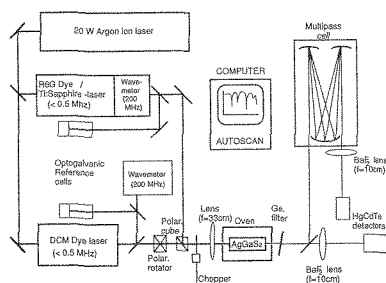 20 W Argon ion laser
R6G Dye /
Ti:Sapphire -laser
(< 0.5 Mhz)
Wave-
meter
(200
MHz)
COMPUTER
AUTOSCAN
Multipass
cell
BaF2 lens
(f=10cm)
HgCdTe
detectors
Optogalvanic
Reference
cells
Wavemeter
(200 MHz)
DCM Dye laser
(< 0.5 MHz)
Polar.
rotator
Polar.
cube
Chopper
Lens
(f=33cm)
Oven
AgGaS2
Ge.
filter
BaF2 lens
(f=10cm)